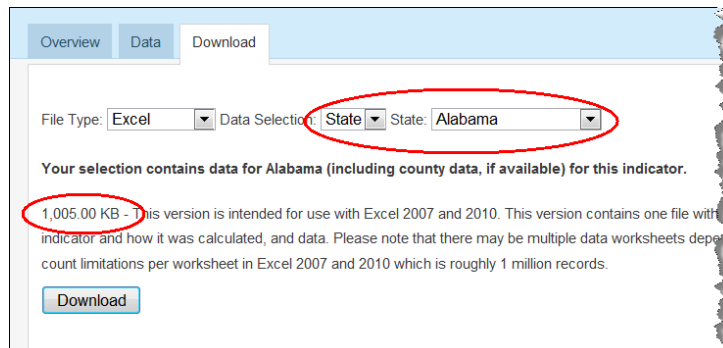 Overview Data Download
File Type: Excel Data Selection: State State: Alabama
Your selection contains data for Alabama (including county data, if available) for this indicator.
1,005.00 KB - This version is intended for use with Excel 2007 and 2010. This version contains one file with
indicator and how it was calculated, and data. Please note that there may be multiple data worksheets
count limitations per worksheet in Excel 2007 and 2010 which is roughly 1 million records.
Download